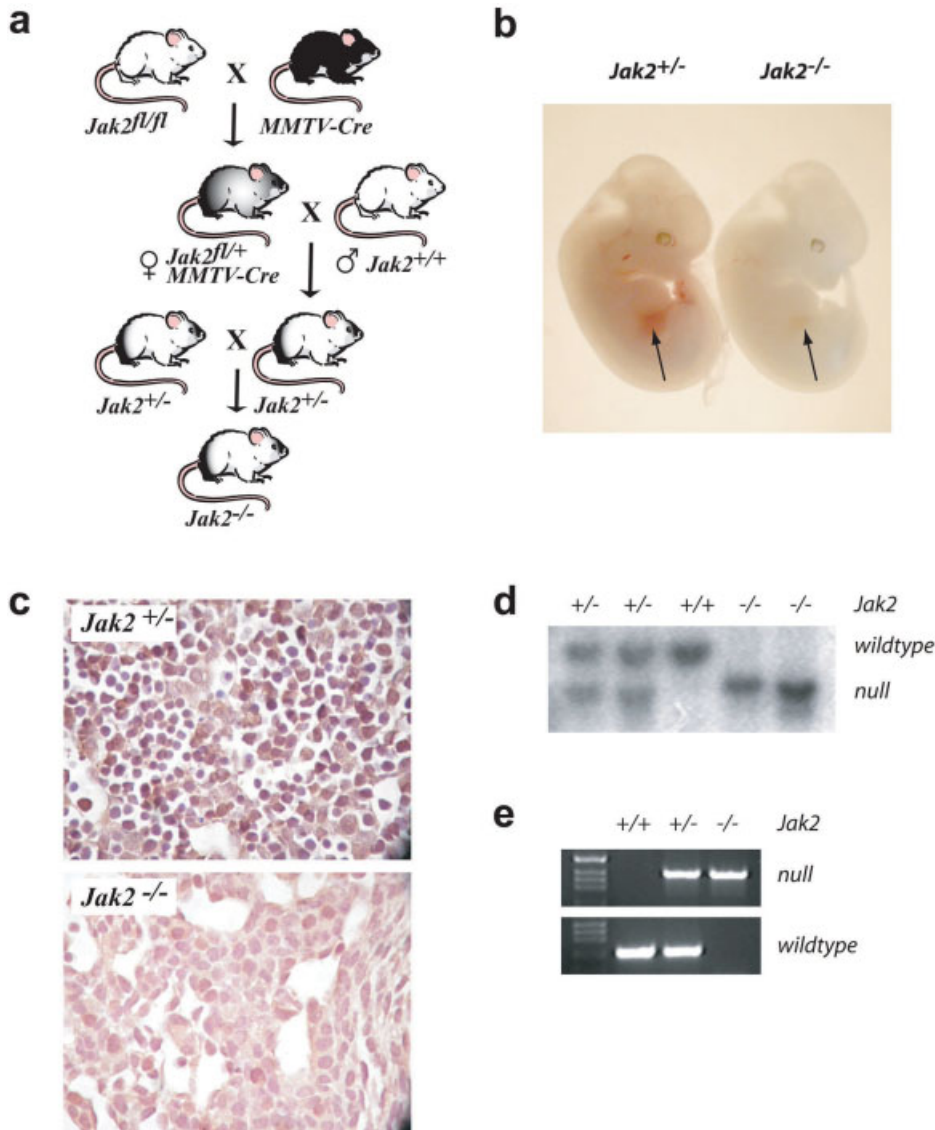 a
X
Jak2fl/fl
MMTV-Cre
X
♀ Jak2fl/+
MMTV-Cre
♂ Jak2+/+
X
Jak2+/-
Jak2+/-
Jak2-/-
b
Jak2+/-
Jak2-/-
c
Jak2 +/-
Jak2 -/-
d
+/- +/- +/+ -/- -/- Jak2
wildtype
null
e
+/+ +/- -/- Jak2
null
wildtype